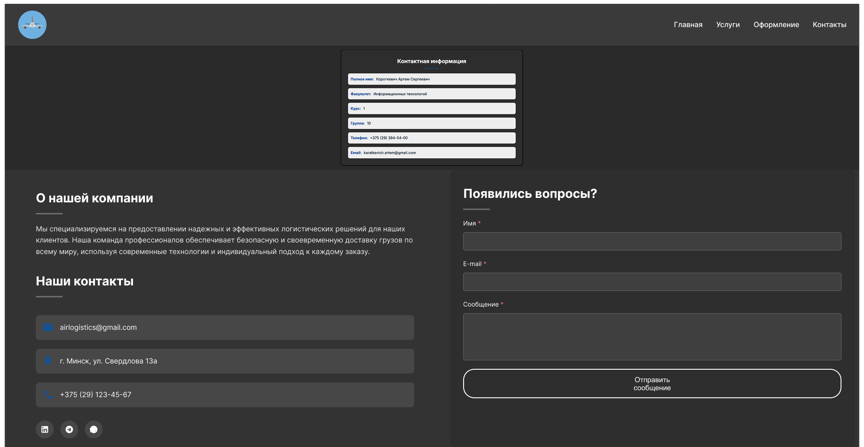 Главная Услуги Оформление Контакты
Контактная информация
Полное имя: Короткевич Артем Сергеевич
Факультет: Информационных технологий
Курс: 1
Группа: 10
Телефон: +375 (29) 394-04-00
Email: karatkevich.artem@gmail.com
О нашей компании
Мы специализируемся на предоставлении надежных и эффективных логистических решений для наших
клиентов. Наша команда профессионалов обеспечивает безопасную и своевременную доставку грузов по
всему миру, используя современные технологии и индивидуальный подход к каждому заказу.
Наши контакты
airlogistics@gmail.com
г. Минск, ул. Свердлова 13а
+375 (29) 123-45-67
Появились вопросы?
Имя *
E-mail *
Сообщение *
Отправить
сообщение